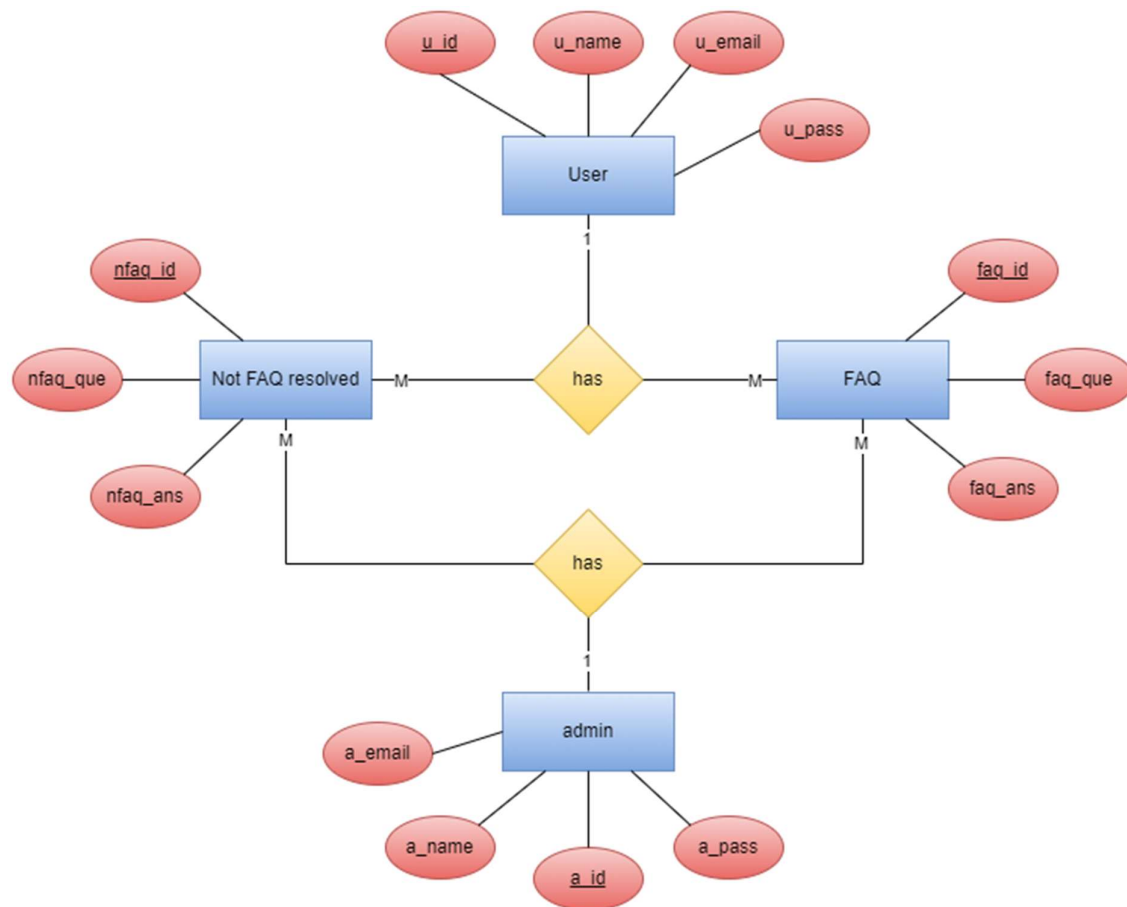 u_id
u_name
u_email
u_pass
User
1
nfaq_id
faq_id
nfaq_que
Not FAQ resolved
M
has
M
FAQ
faq_que
M
M
nfaq_ans
faq_ans
has
1
admin
a_email
a_name
a_pass
a_id